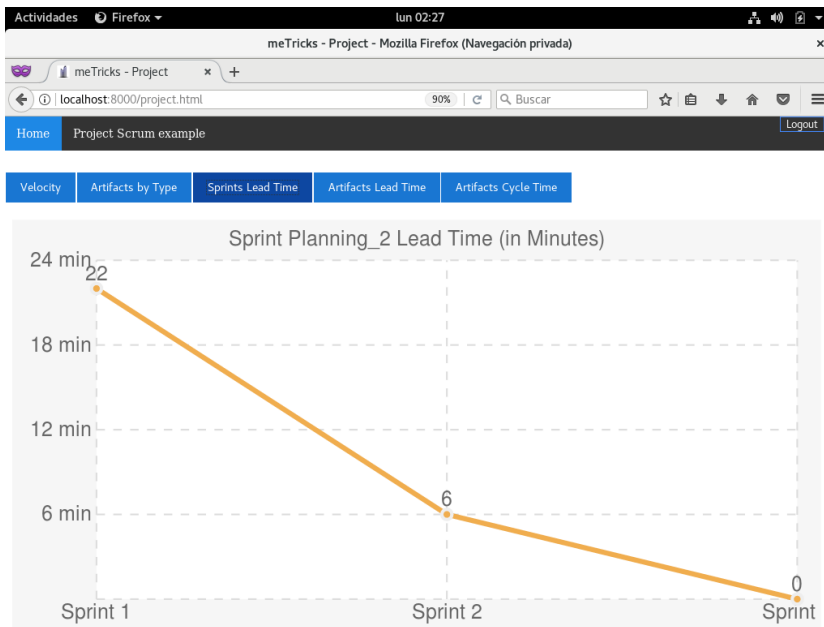 Actividades Firefox lun 02:27
meTricks - Project - Mozilla Firefox (Navegación privada) ×
meTricks - Project × +
localhost:8000/project.html 90% Buscar
Home Project Scrum example Logout
Velocity Artifacts by Type Sprints Lead Time Artifacts Lead Time Artifacts Cycle Time
Sprint Planning_2 Lead Time (in Minutes)
24 min
22
18 min
12 min
6 min
6
0
Sprint 1 Sprint 2 Sprint